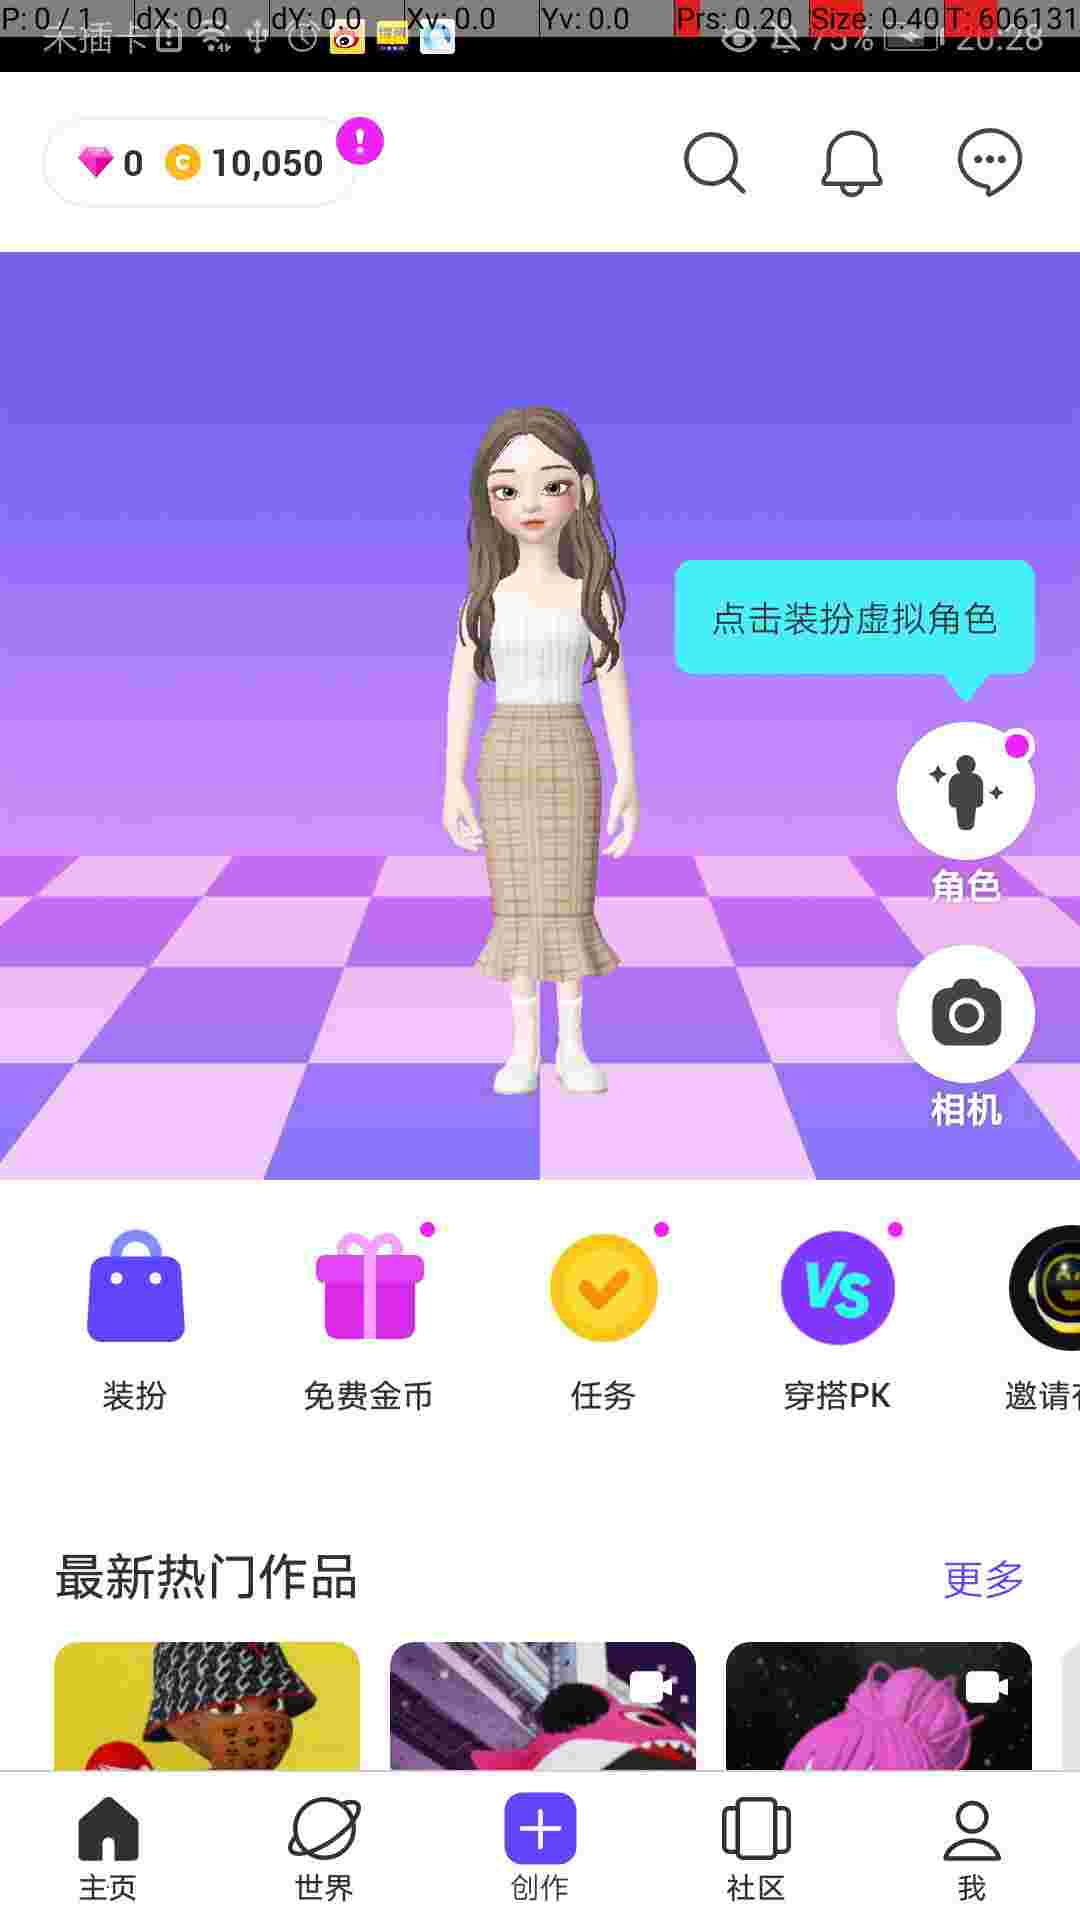 P: 0 / 1 dX: 0.0 dY: 0.0 Xv: 0.0 Yv: 0.0 Prs: 0.20 Size: 0.40 T: 606131
未插卡 75% 20:28
0 10,050
点击装扮虚拟角色
角色
相机
VS
装扮 免费金币 任务 穿搭PK 邀请
最新热门作品 更多
主页 世界 创作 社区 我